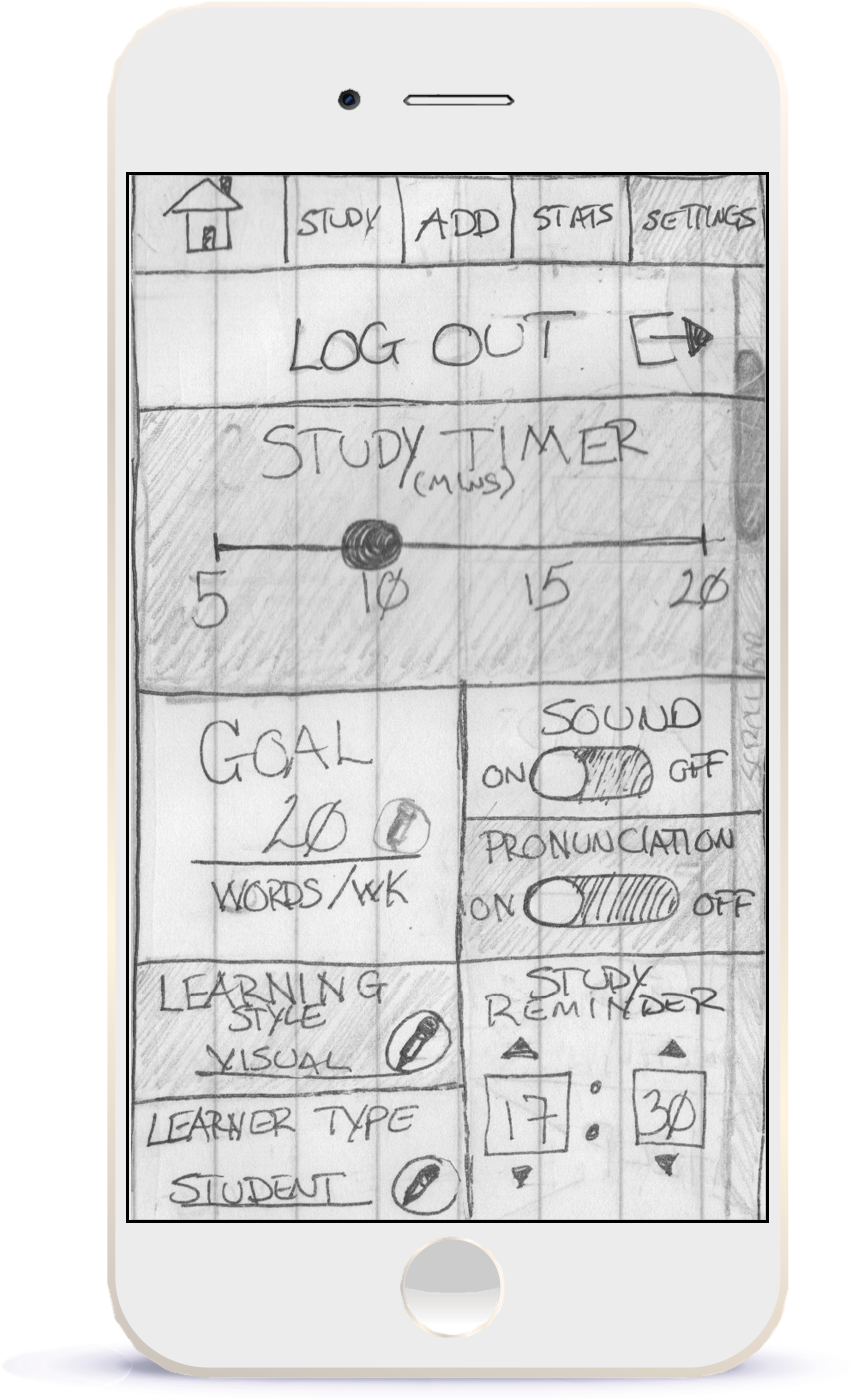 STUDY ADD STATS SETTINGS
LOG OUT
STUDY TIMER
(MINS)
5 10 15 20
GOAL
20
WORDS/WK
SOUND
ON OFF
PRONUNCIATION
ON OFF
LEARNING
STYLE
VISUAL
LEARNER TYPE
STUDENT
STUDY
REMINDER
17 : 30
SCROLL BAR